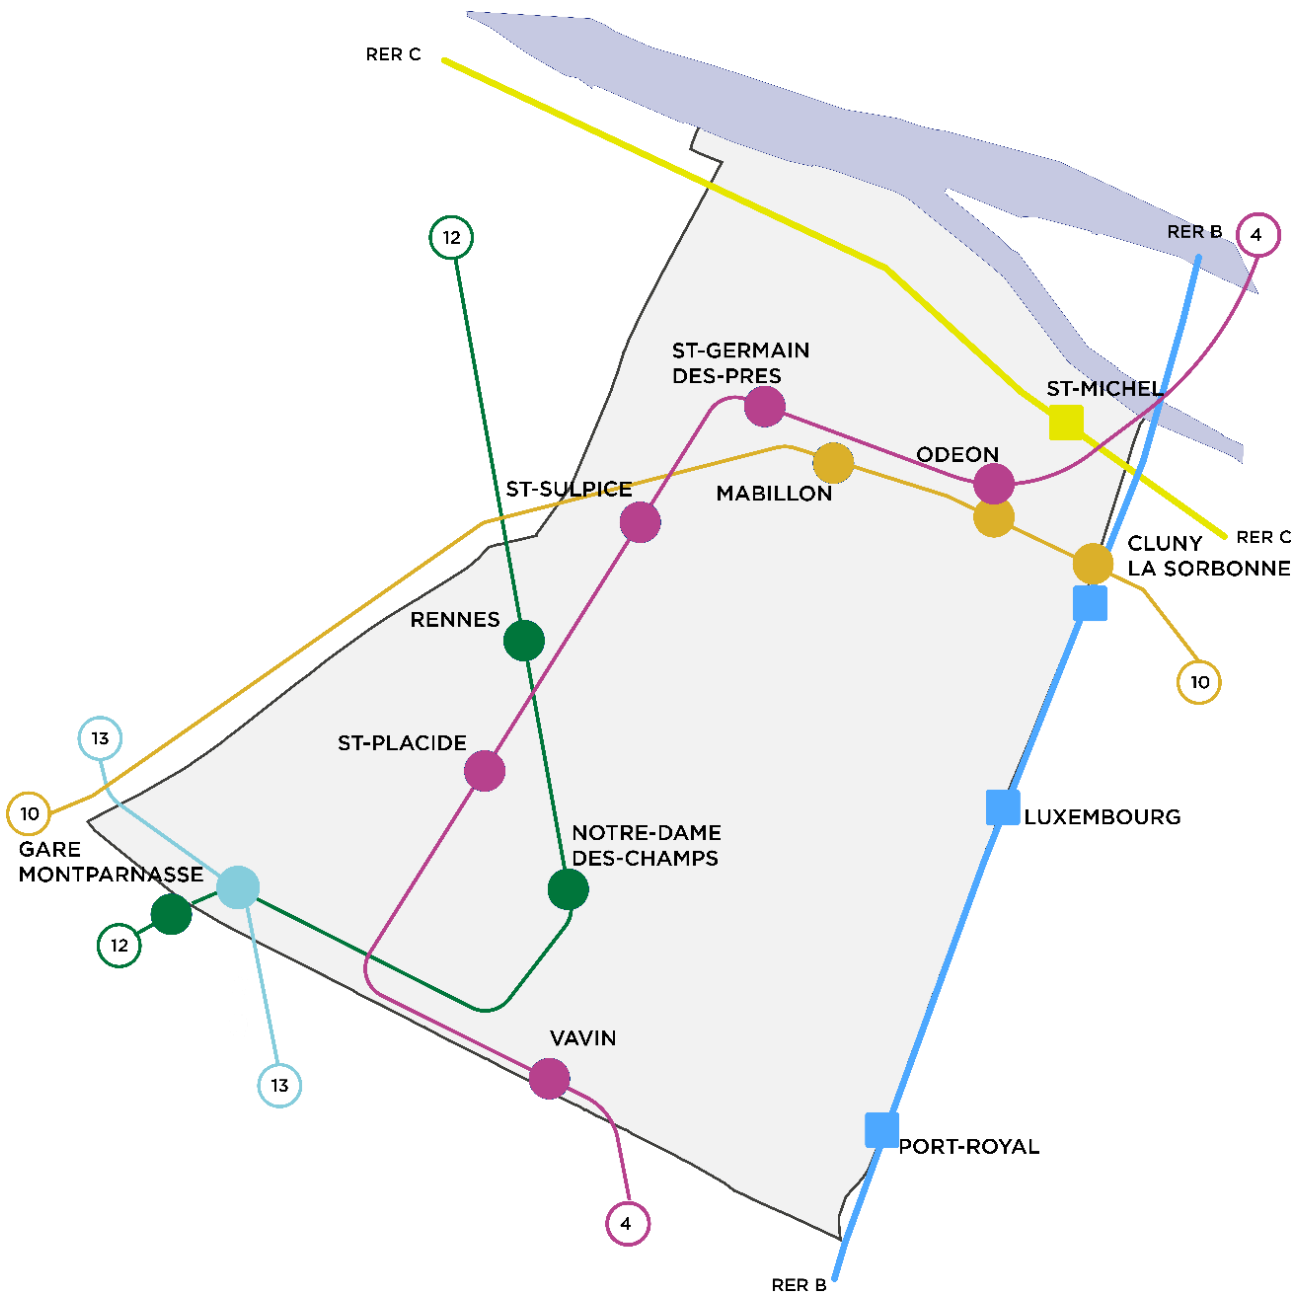 RER C
12
RER B
4
ST-GERMAIN
DES-PRES
ST-MICHEL
ODEON
ST-SULPICE
MABILLON
RER C
CLUNY
LA SORBONNE
RENNES
10
13
ST-PLACIDE
10
LUXEMBOURG
NOTRE-DAME
DES-CHAMPS
GARE
MONTPARNASSE
12
VAVIN
13
PORT-ROYAL
4
RER B